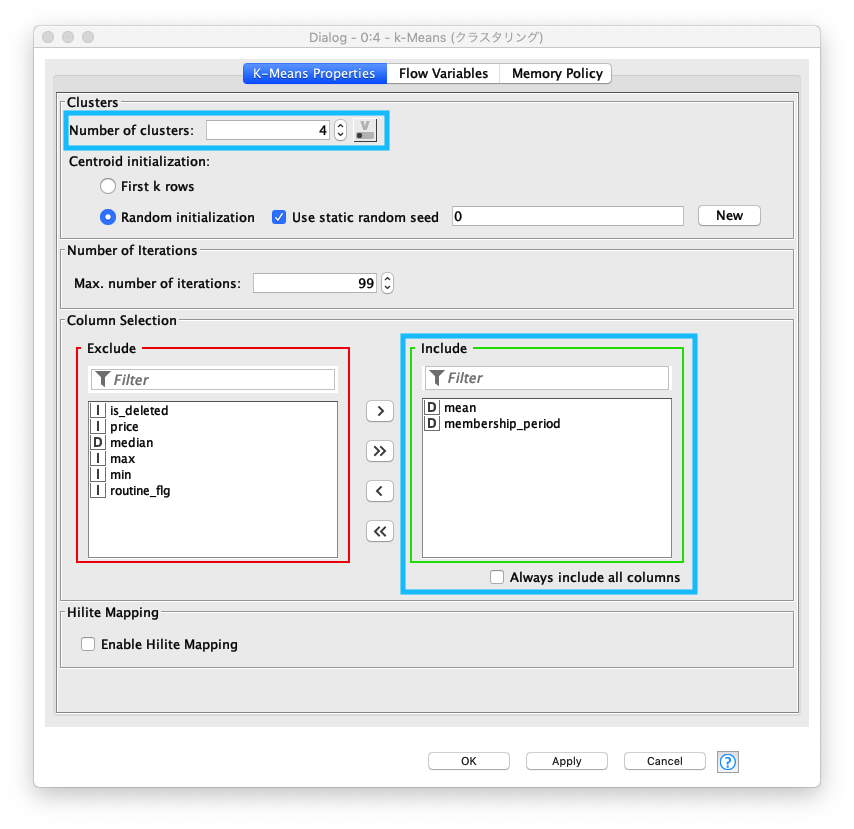 Dialog - 0:4 - k-Means (クラスタリング)
K-Means Properties Flow Variables Memory Policy
Clusters
Number of clusters: 4 V
Centroid initialization:
First k rows
Random initialization Use static random seed 0 New
Number of Iterations
Max. number of iterations: 99
Column Selection
Exclude
Filter
I is_deleted
I price
D median
I max
I min
I routine_flg
>
>>
<
<<
Include
Filter
D mean
D membership_period
Always include all columns
Hilite Mapping
Enable Hilite Mapping
OK Apply Cancel ?